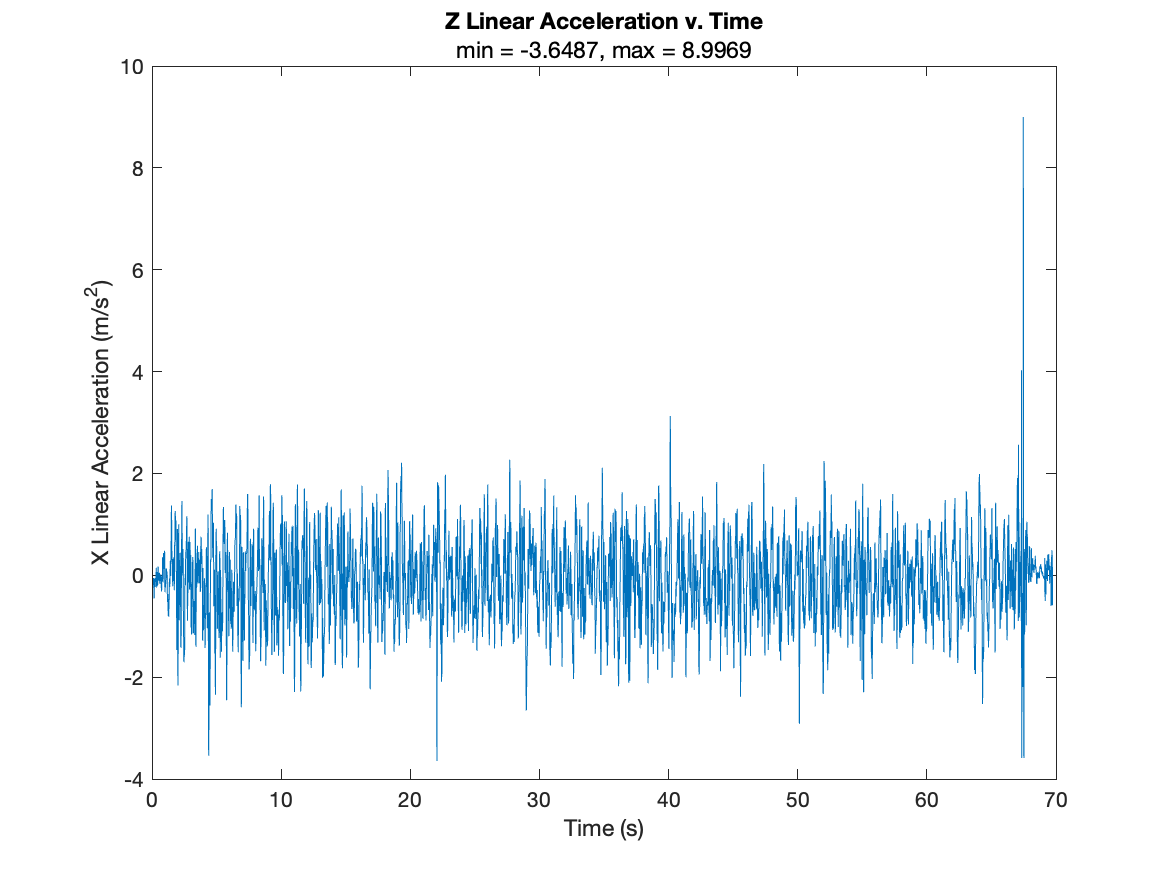 Z Linear Acceleration v. Time
min = -3.6487, max = 8.9969
10
8
6
4
2
0
-2
-4
X Linear Acceleration (m/s²)
0 10 20 30 40 50 60 70
Time (s)